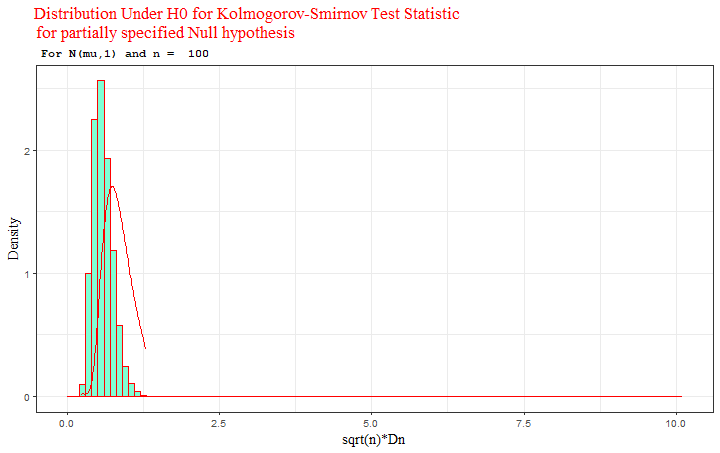 Distribution Under H0 for Kolmogorov-Smirnov Test Statistic
for partially specified Null hypothesis
For N(mu,1) and n =  100
Density
2
1
0
0.0 2.5 5.0 7.5 10.0
sqrt(n)*Dn